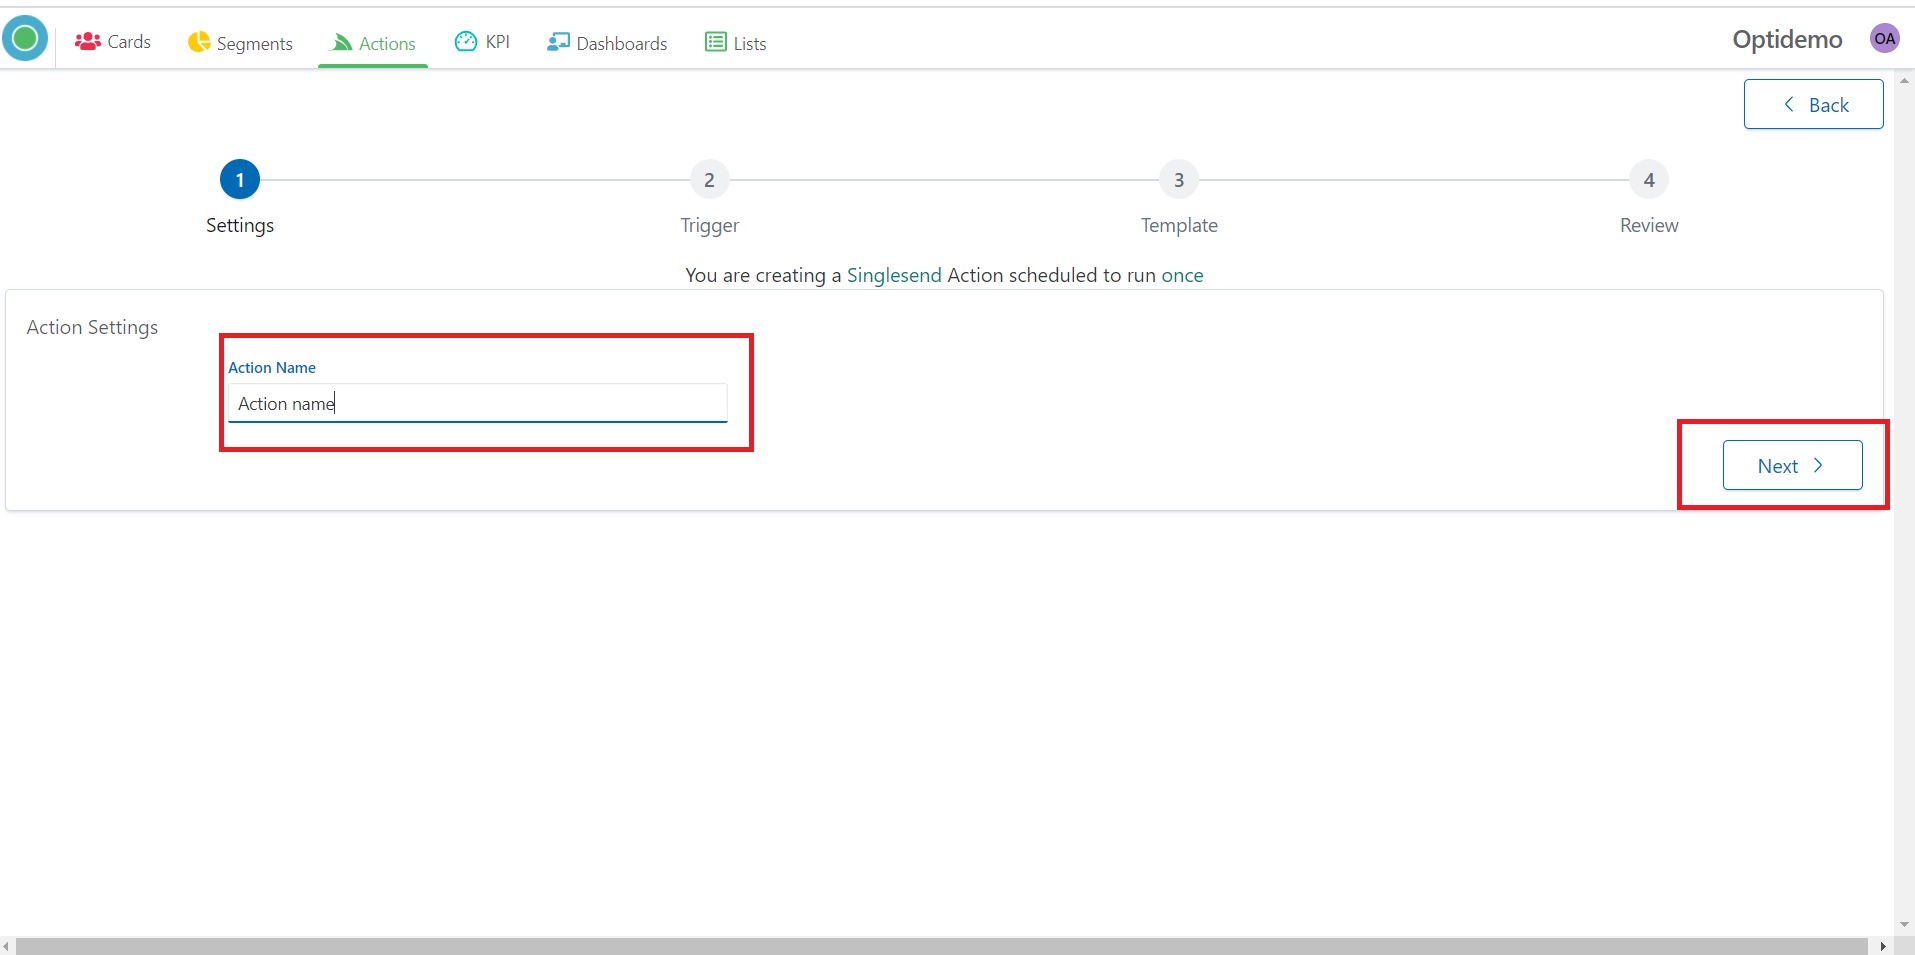 Cards Segments Actions KPI Dashboards Lists Optidemo OA
Back
1 2 3 4
Settings Trigger Template Review
You are creating a Singlesend Action scheduled to run once
Action Settings
Action Name
Action name
Next